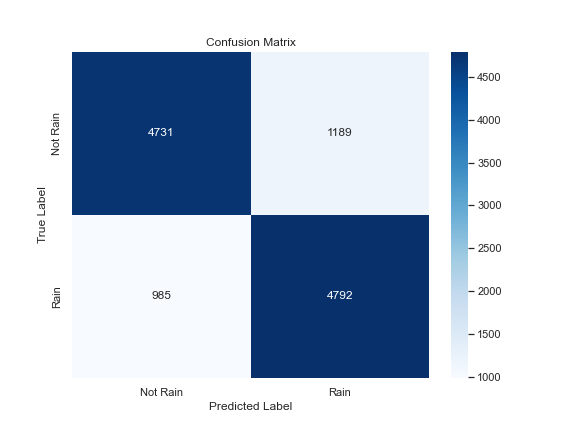 Confusion Matrix
Not Rain
Rain
True Label
4731
1189
985
4792
Not Rain
Rain
Predicted Label
4500
4000
3500
3000
2500
2000
1500
1000